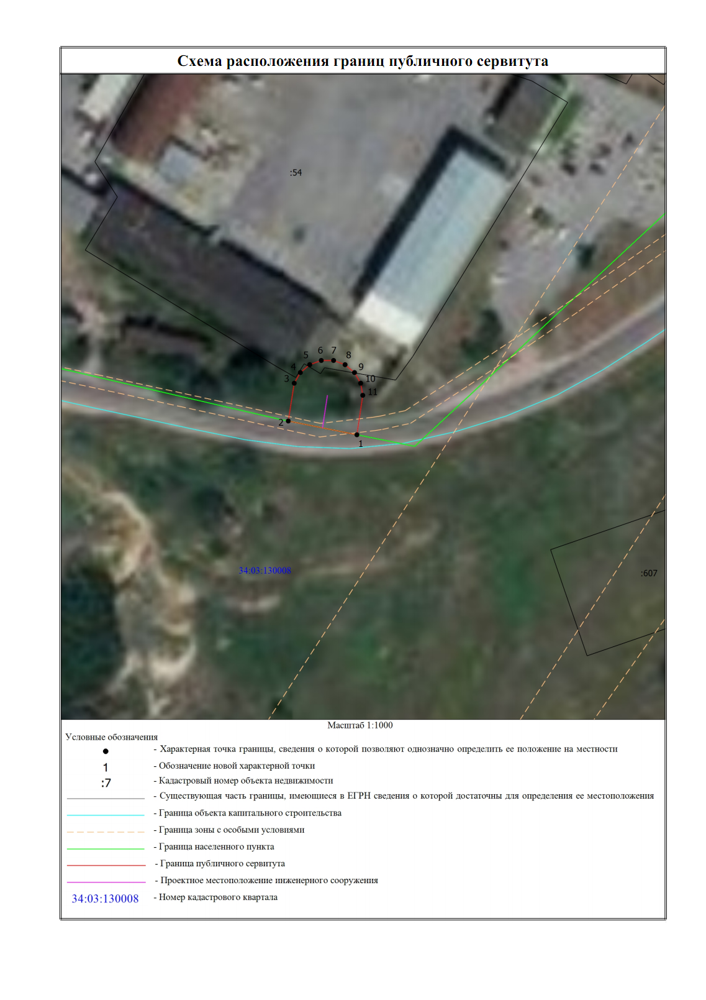 Схема расположения границ публичного сервитута
:54
6 7
5 8
4 9
3 10
11
2
1
34:03:130008
:607
Масштаб 1:1000
Условные обозначения
- Характерная точка границы, сведения о которой позволяют однозначно определить ее положение на местности
1 - Обозначение новой характерной точки
:7 - Кадастровый номер объекта недвижимости
- Существующая часть границы, имеющиеся в ЕГРН сведения о которой достаточны для определения ее местоположения
- Граница объекта капитального строительства
- Граница зоны с особыми условиями
- Граница населенного пункта
- Граница публичного сервитута
- Проектное местоположение инженерного сооружения
34:03:130008 - Номер кадастрового квартала